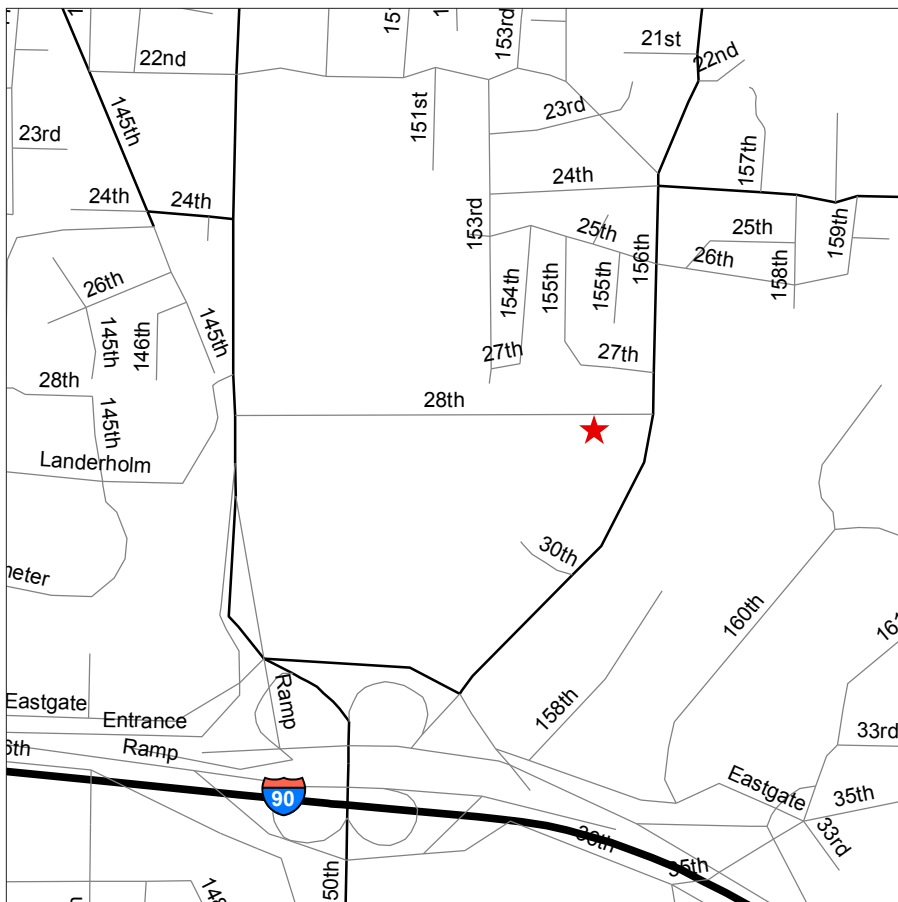 153rd
21st
22nd
22nd
145th
151st
23rd
23rd
157th
24th
24th
24th
153rd
25th
156th
25th
159th
26th
26th
158th
154th
155th
155th
145th
146th
145th
27th
27th
28th
28th
145th
Landerholm
30th
160th
Ramp
158th
Eastgate
Entrance
Ramp
33rd
Eastgate
90
35th
33rd
36th
35th